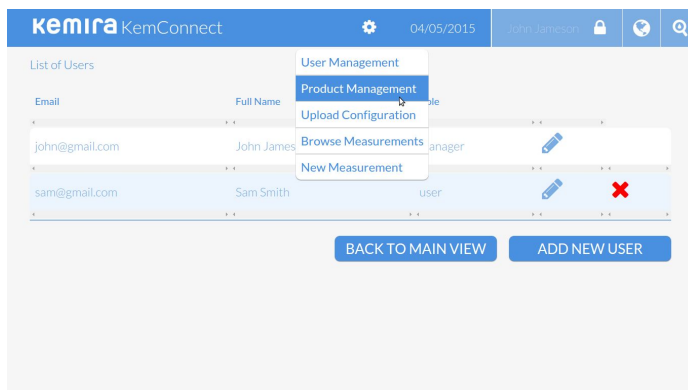 kemira KemConnect 04/05/2015 John Jameson
List of Users
User Management
Product Management
Upload Configuration
Browse Measurements
New Measurement
Email Full Name
john@gmail.com John James
sam@gmail.com Sam Smith user
BACK TO MAIN VIEW ADD NEW USER